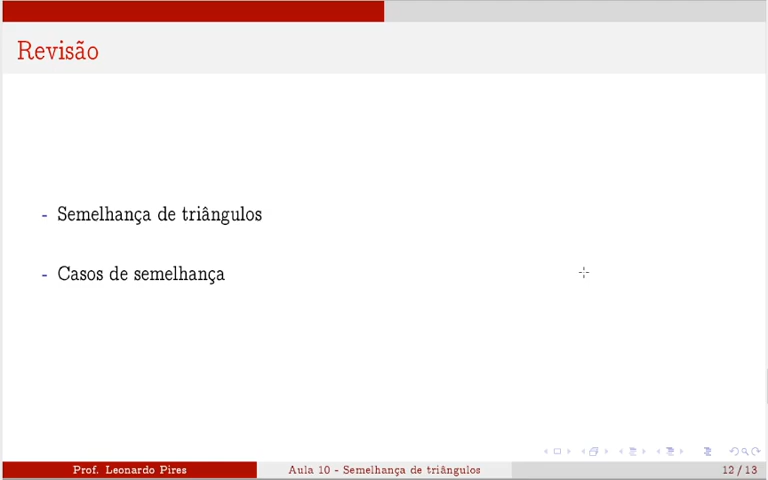 Revisão
- Semelhança de triângulos
- Casos de semelhança
Prof. Leonardo Pires
Aula 10 - Semelhança de triângulos
12 / 13